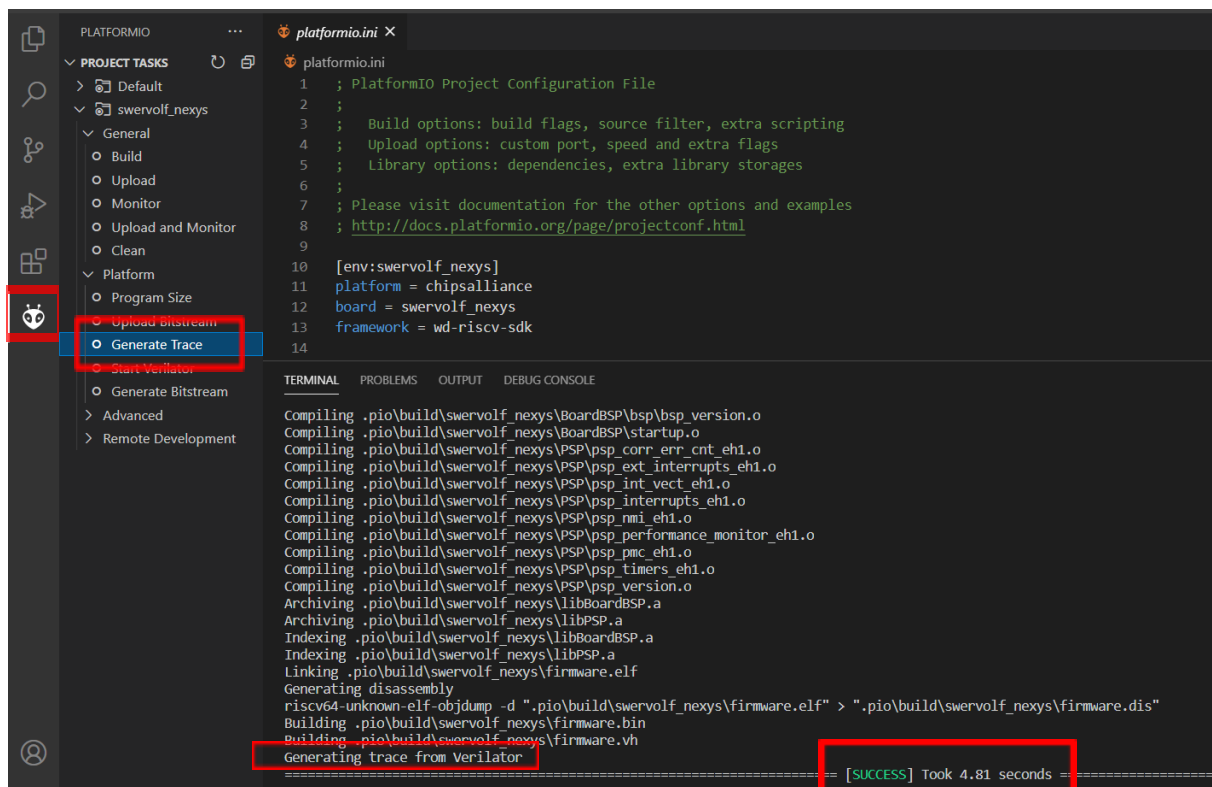 PLATFORMIO ···
PROJECT TASKS
Default
swervolf_nexys
General
Build
Upload
Monitor
Upload and Monitor
Clean
Platform
Program Size
Upload Bitstream
Generate Trace
Start Verilator
Generate Bitstream
Advanced
Remote Development
platformio.ini
platformio.ini
1 ; PlatformIO Project Configuration File
2 ;
3 ;   Build options: build flags, source filter, extra scripting
4 ;   Upload options: custom port, speed and extra flags
5 ;   Library options: dependencies, extra library storages
6 ;
7 ; Please visit documentation for the other options and examples
8 ; http://docs.platformio.org/page/projectconf.html
9
10 [env:swervolf_nexys]
11 platform = chipsalliance
12 board = swervolf_nexys
13 framework = wd-riscv-sdk
14
TERMINAL PROBLEMS OUTPUT DEBUG CONSOLE
Compiling .pio\build\swervolf_nexys\BoardBSP\bsp\bsp_version.o
Compiling .pio\build\swervolf_nexys\BoardBSP\startup.o
Compiling .pio\build\swervolf_nexys\PSP\psp_corr_err_cnt_eh1.o
Compiling .pio\build\swervolf_nexys\PSP\psp_ext_interrupts_eh1.o
Compiling .pio\build\swervolf_nexys\PSP\psp_int_vect_eh1.o
Compiling .pio\build\swervolf_nexys\PSP\psp_interrupts_eh1.o
Compiling .pio\build\swervolf_nexys\PSP\psp_nmi_eh1.o
Compiling .pio\build\swervolf_nexys\PSP\psp_performance_monitor_eh1.o
Compiling .pio\build\swervolf_nexys\PSP\psp_pmc_eh1.o
Compiling .pio\build\swervolf_nexys\PSP\psp_timers_eh1.o
Compiling .pio\build\swervolf_nexys\PSP\psp_version.o
Archiving .pio\build\swervolf_nexys\libBoardBSP.a
Archiving .pio\build\swervolf_nexys\libPSP.a
Indexing .pio\build\swervolf_nexys\libBoardBSP.a
Indexing .pio\build\swervolf_nexys\libPSP.a
Linking .pio\build\swervolf_nexys\firmware.elf
Generating disassembly
riscv64-unknown-elf-objdump -d ".pio\build\swervolf_nexys\firmware.elf" > ".pio\build\swervolf_nexys\firmware.dis"
Building .pio\build\swervolf_nexys\firmware.bin
Building .pio\build\swervolf_nexys\firmware.vh
Generating trace from Verilator
======================================================================== [SUCCESS] Took 4.81 seconds ====================